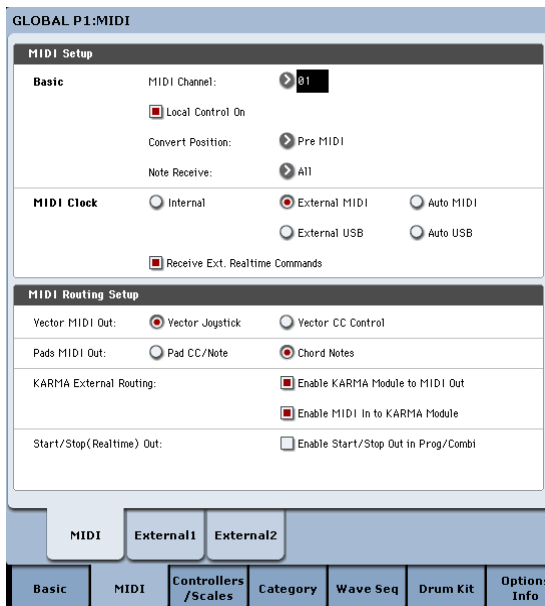 GLOBAL P1:MIDI
MIDI Setup
Basic MIDI Channel: 01
Local Control On
Convert Position: Pre MIDI
Note Receive: All
MIDI Clock Internal External MIDI Auto MIDI
External USB Auto USB
Receive Ext. Realtime Commands
MIDI Routing Setup
Vector MIDI Out: Vector Joystick Vector CC Control
Pads MIDI Out: Pad CC/Note Chord Notes
KARMA External Routing: Enable KARMA Module to MIDI Out
Enable MIDI In to KARMA Module
Start/Stop(Realtime) Out: Enable Start/Stop Out in Prog/Combi
MIDI External1 External2
Basic MIDI Controllers /Scales Category Wave Seq Drum Kit Option: Info